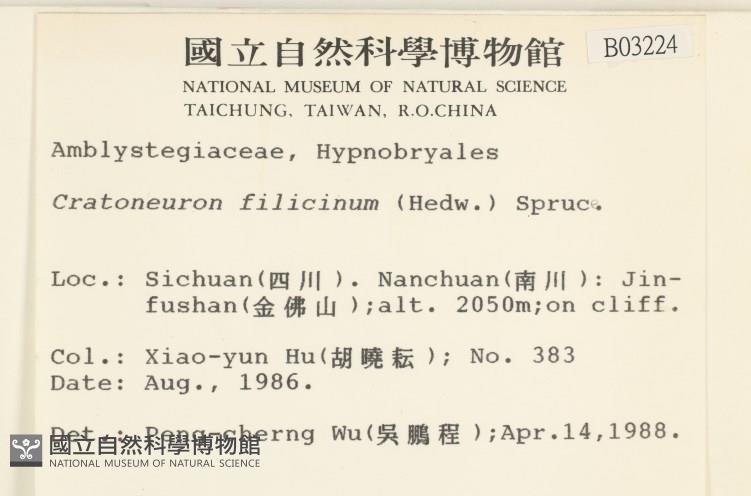 國立自然科學博物館
B03224
NATIONAL MUSEUM OF NATURAL SCIENCE
TAICHUNG, TAIWAN, R.O.CHINA
Amblystegiaceae, Hypnobryales
Cratoneuron filicinum (Hedw.) Spruce.
Loc.: Sichuan(四川). Nanchuan(南川): Jin-
fushan(金佛山);alt. 2050m;on cliff.
Col.: Xiao-yun Hu(胡曉耘); No. 383
Date: Aug., 1986.
Det.: Peng-cherng Wu(吳鵬程);Apr.14,1988.
國立自然科學博物館
NATIONAL MUSEUM OF NATURAL SCIENCE